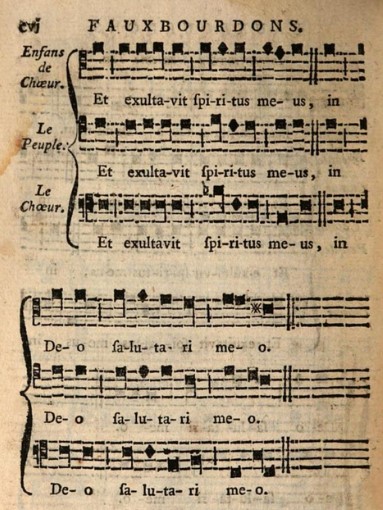 cvj FAUXBOURDONS.
Enfans
de
Chœur.
Et exulta-vit ſpi-ri-tus me-us, in
Le
Peuple.
Et exulta-vit ſpi-ri-tus me-us, in
Le
Chœur.
Et exultavit ſpi-ri-tus me-us, in
De-o ſa-lu-ta-ri me-o.
De-o ſa-lu-ta-ri me-o.
De-o ſa-lu-ta-ri me-o.